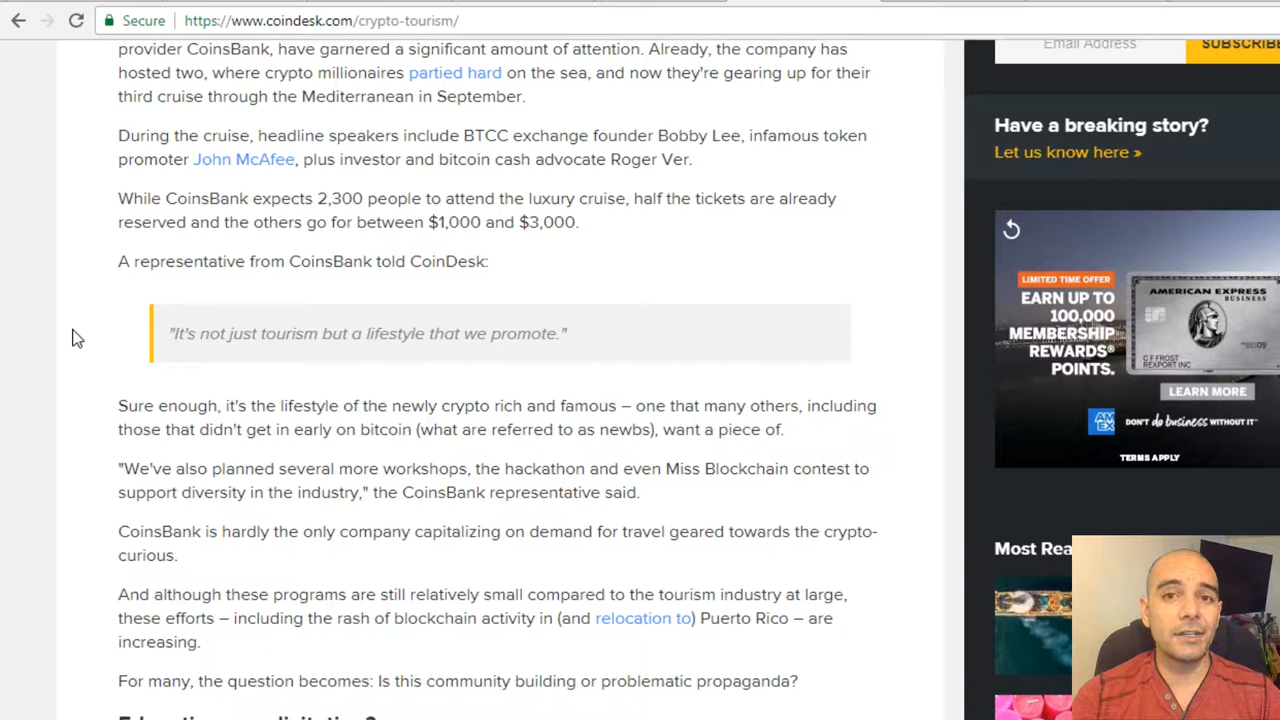 Secure
https://www.coindesk.com/crypto-tourism/
provider CoinsBank, have garnered a significant amount of attention. Already, the company has
hosted two, where crypto millionaires partied hard on the sea, and now they're gearing up for their
third cruise through the Mediterranean in September.
During the cruise, headline speakers include BTCC exchange founder Bobby Lee, infamous token
promoter John McAfee, plus investor and bitcoin cash advocate Roger Ver.
While CoinsBank expects 2,300 people to attend the luxury cruise, half the tickets are already
reserved and the others go for between $1,000 and $3,000.
A representative from CoinsBank told CoinDesk:
"It's not just tourism but a lifestyle that we promote."
Sure enough, it's the lifestyle of the newly crypto rich and famous – one that many others, including
those that didn't get in early on bitcoin (what are referred to as newbs), want a piece of.
"We've also planned several more workshops, the hackathon and even Miss Blockchain contest to
support diversity in the industry," the CoinsBank representative said.
CoinsBank is hardly the only company capitalizing on demand for travel geared towards the crypto-
curious.
And although these programs are still relatively small compared to the tourism industry at large,
these efforts – including the rash of blockchain activity in (and relocation to) Puerto Rico – are
increasing.
For many, the question becomes: Is this community building or problematic propaganda?
Email Address
SUBSCRIBE
Have a breaking story?
Let us know here »
LIMITED TIME OFFER
EARN UP TO
100,000
MEMBERSHIP
REWARDS®
POINTS.
AMERICAN EXPRESS
BUSINESS
C F FROST
REXPORT INC
LEARN MORE
AM
EX
DON'T do business WITHOUT IT™
TERMS APPLY
Most Rea